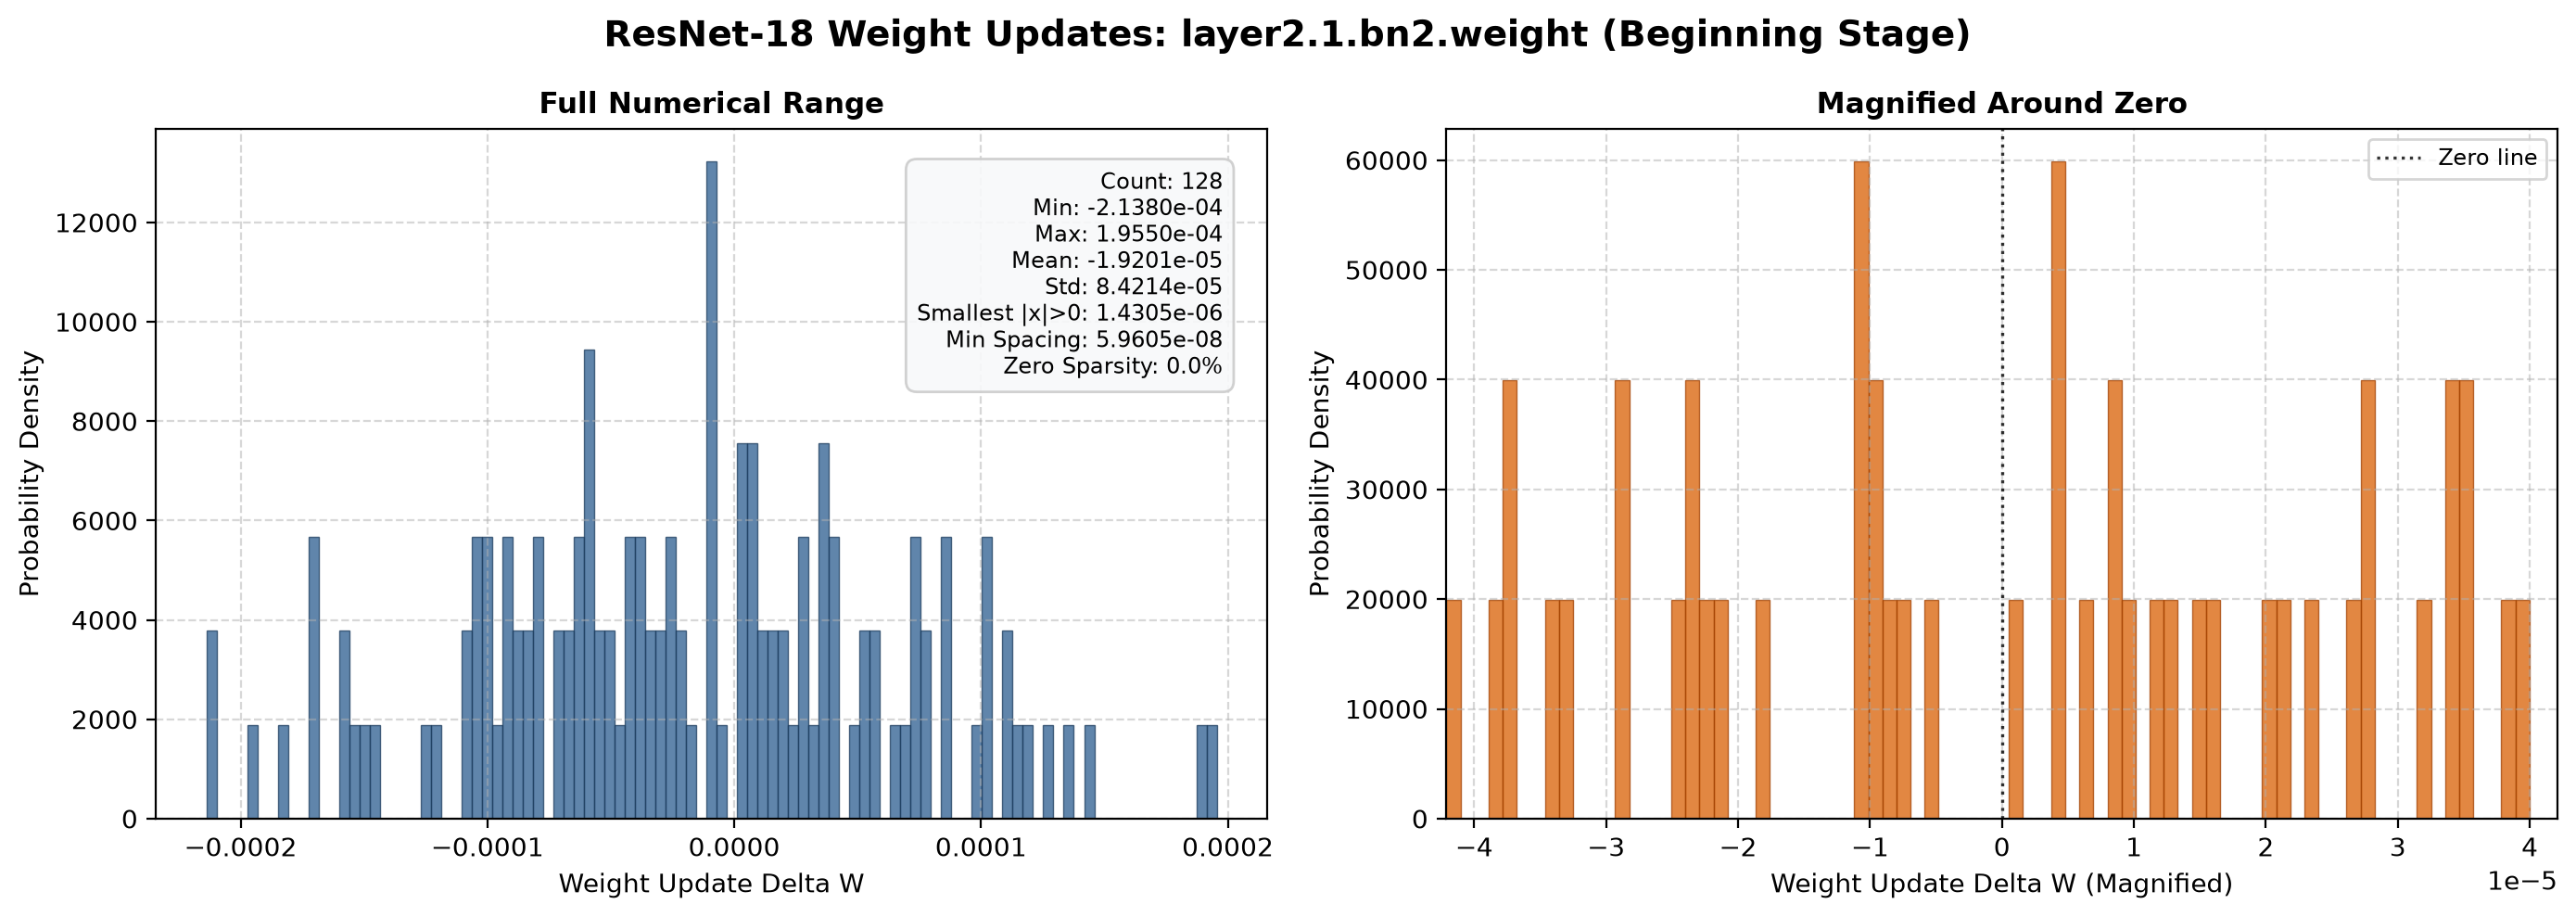 ResNet-18 Weight Updates: layer2.1.bn2.weight (Beginning Stage)
Full Numerical Range
Probability Density
12000
10000
8000
6000
4000
2000
0
Count: 128
Min: -2.1380e-04
Max: 1.9550e-04
Mean: -1.9201e-05
Std: 8.4214e-05
Smallest |x|>0: 1.4305e-06
Min Spacing: 5.9605e-08
Zero Sparsity: 0.0%
−0.0002 −0.0001 0.0000 0.0001 0.0002
Weight Update Delta W
Magnified Around Zero
Probability Density
60000
50000
40000
30000
20000
10000
0
Zero line
−4 −3 −2 −1 0 1 2 3 4
1e−5
Weight Update Delta W (Magnified)